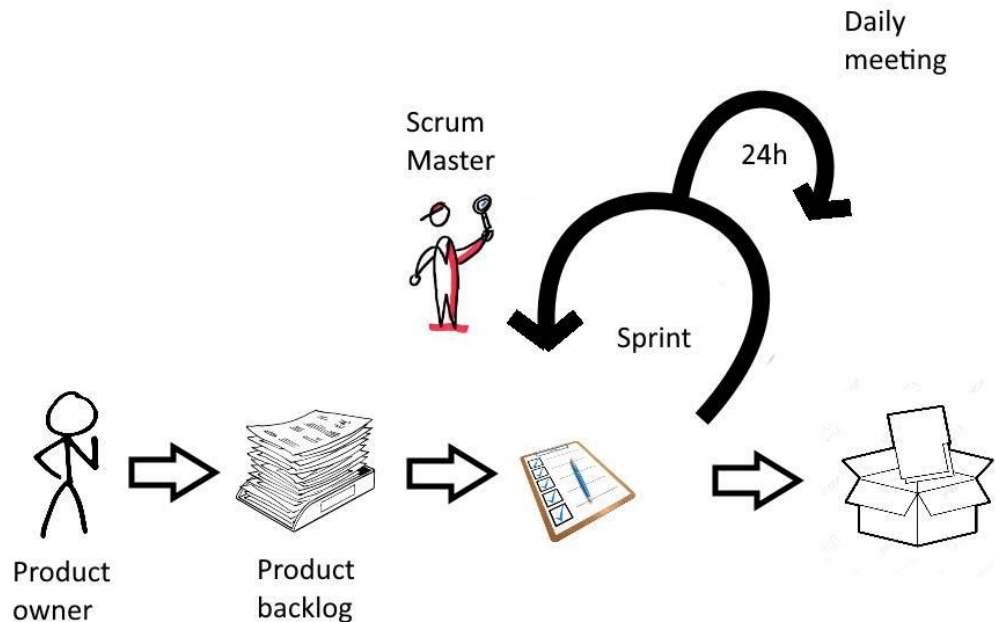 Daily
meeting
Scrum
Master
24h
Sprint
Product
owner
Product
backlog